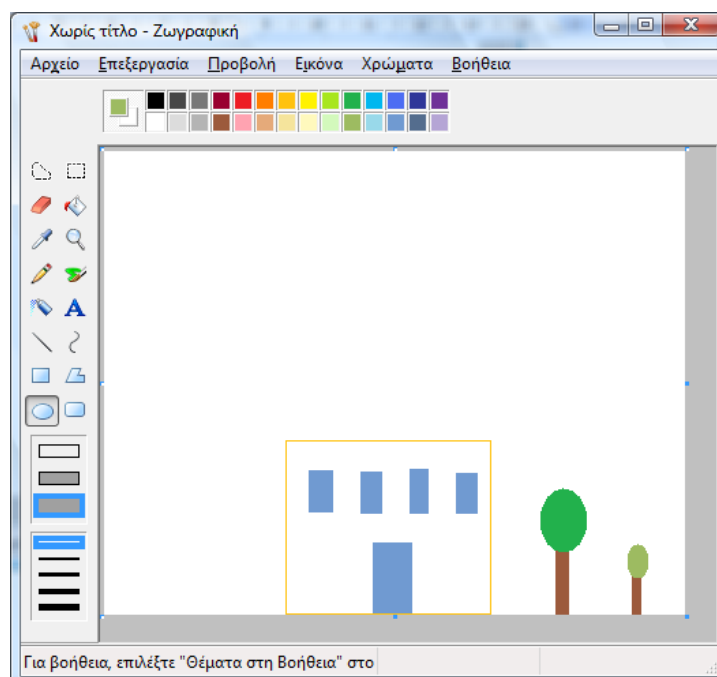 Χωρίς τίτλο - Ζωγραφική
Αρχείο Επεξεργασία Προβολή Εικόνα Χρώματα Βοήθεια
A
Για βοήθεια, επιλέξτε "Θέματα στη Βοήθεια" στο